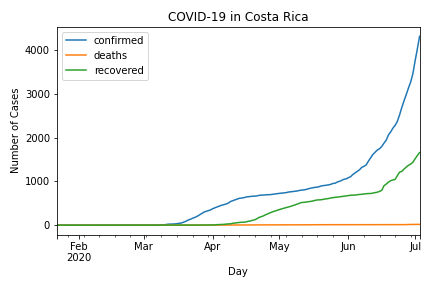 COVID-19 in Costa Rica
confirmed
deaths
recovered
Number of Cases
4000
3000
2000
1000
0
Feb
2020
Mar
Apr
May
Jun
Jul
Day